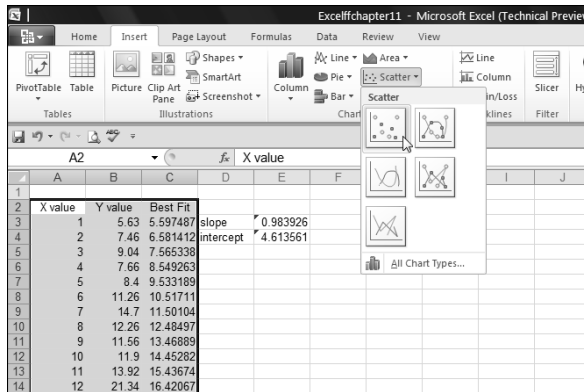 Excelffchapter11 - Microsoft Excel (Technical Preview
Home Insert Page Layout Formulas Data Review View
PivotTable Table Picture Clip Art Pane Shapes SmartArt Screenshot Column Line Pie Bar Area Scatter Line Column in/Loss Slicer Hy
Tables Illustrations Chart klines Filter
Scatter
All Chart Types...
A2 fx X value
A B C D E F I J
1
2 X value Y value Best Fit
3 1 5.63 5.597487 slope 0.983926
4 2 7.46 6.581412 intercept 4.613561
5 3 9.04 7.565338
6 4 7.66 8.549263
7 5 8.4 9.533189
8 6 11.26 10.51711
9 7 14.7 11.50104
10 8 12.26 12.48497
11 9 11.56 13.46889
12 10 11.9 14.45282
13 11 13.92 15.43674
14 12 21.34 16.42067